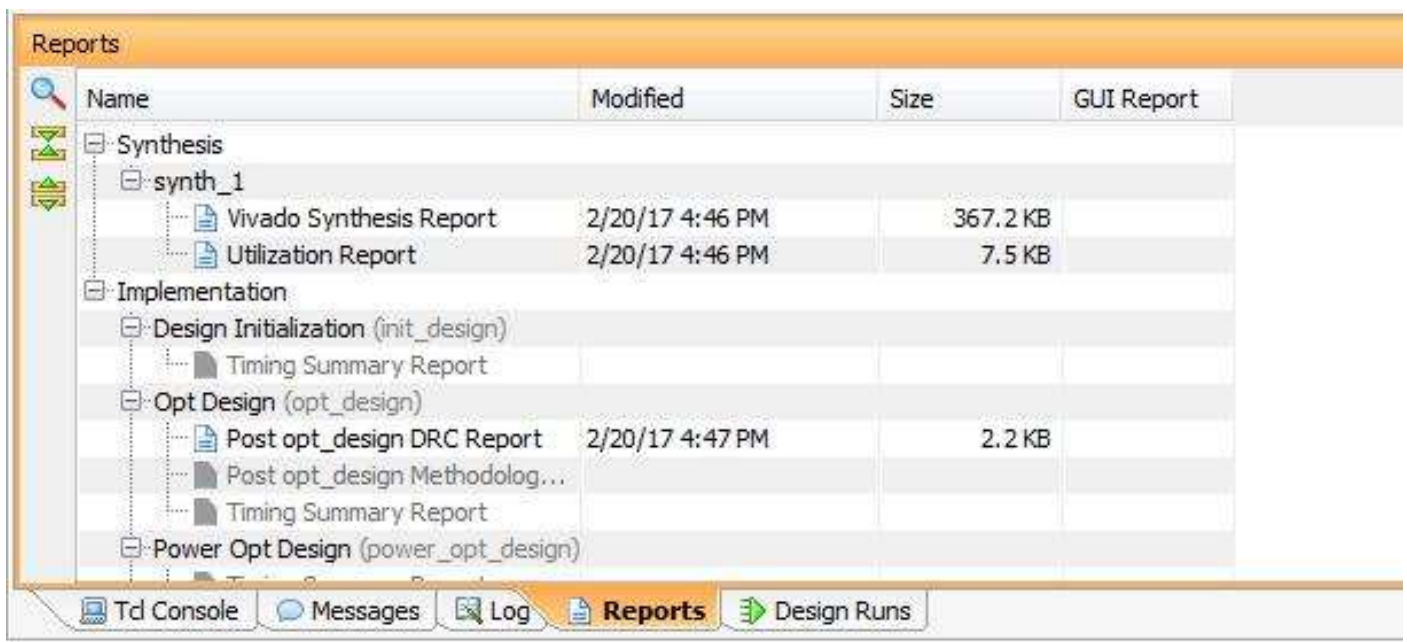 Reports
Name Modified Size GUI Report
Synthesis
synth_1
Vivado Synthesis Report 2/20/17 4:46 PM 367.2 KB
Utilization Report 2/20/17 4:46 PM 7.5 KB
Implementation
Design Initialization (init_design)
Timing Summary Report
Opt Design (opt_design)
Post opt_design DRC Report 2/20/17 4:47 PM 2.2 KB
Post opt_design Methodolog...
Timing Summary Report
Power Opt Design (power_opt_design)
Tcl Console Messages Log Reports Design Runs